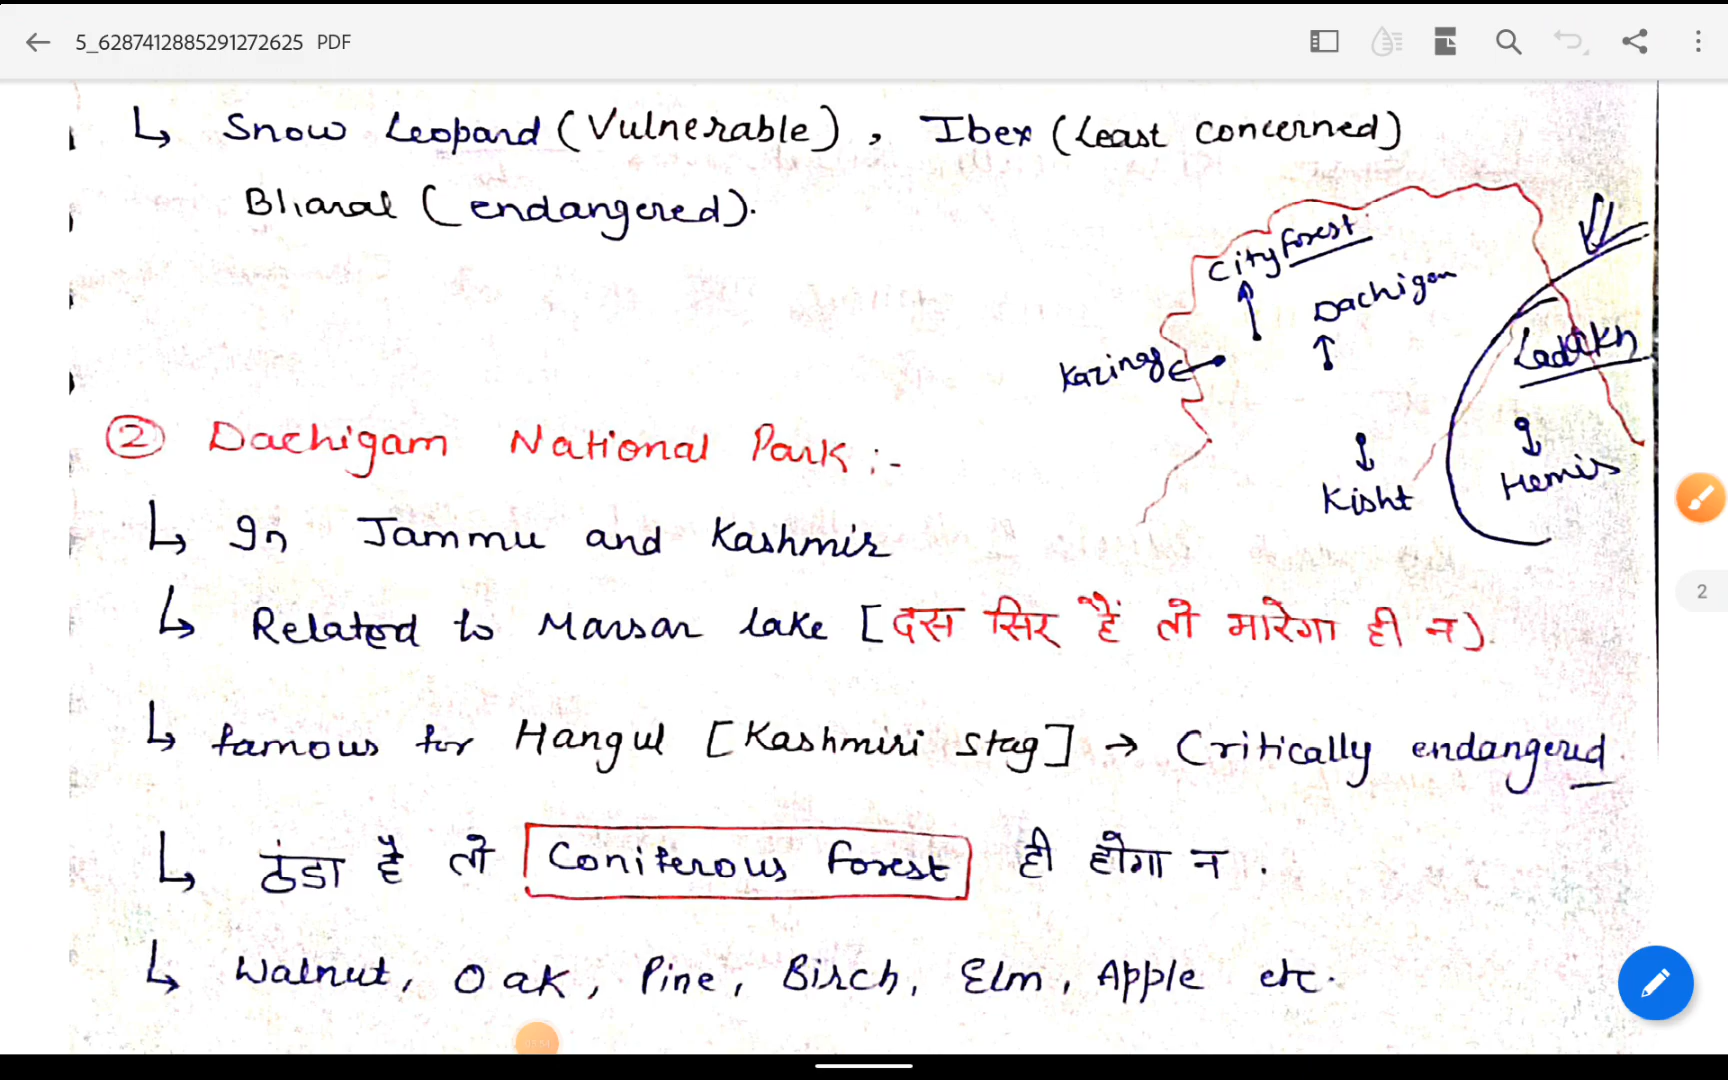 5_6287412885291272625 PDF
↳ Snow Leopard (Vulnerable), Ibex (Least Concerned)
Bharal (endangered).
City Forest
Dachigam
Kazinag
Ladakh
Kisht
Hemis
② Dachigam National Park :-
↳ In Jammu and Kashmir
↳ Related to Marsar Lake [दस सिर हैं तो मारेगा ही न).
↳ famous for Hangul [Kashmiri Stag] → Critically endangered.
↳ ठंडा है तो Coniferous Forest ही होगा न.
↳ Walnut, Oak, Pine, Birch, Elm, Apple etc.
2